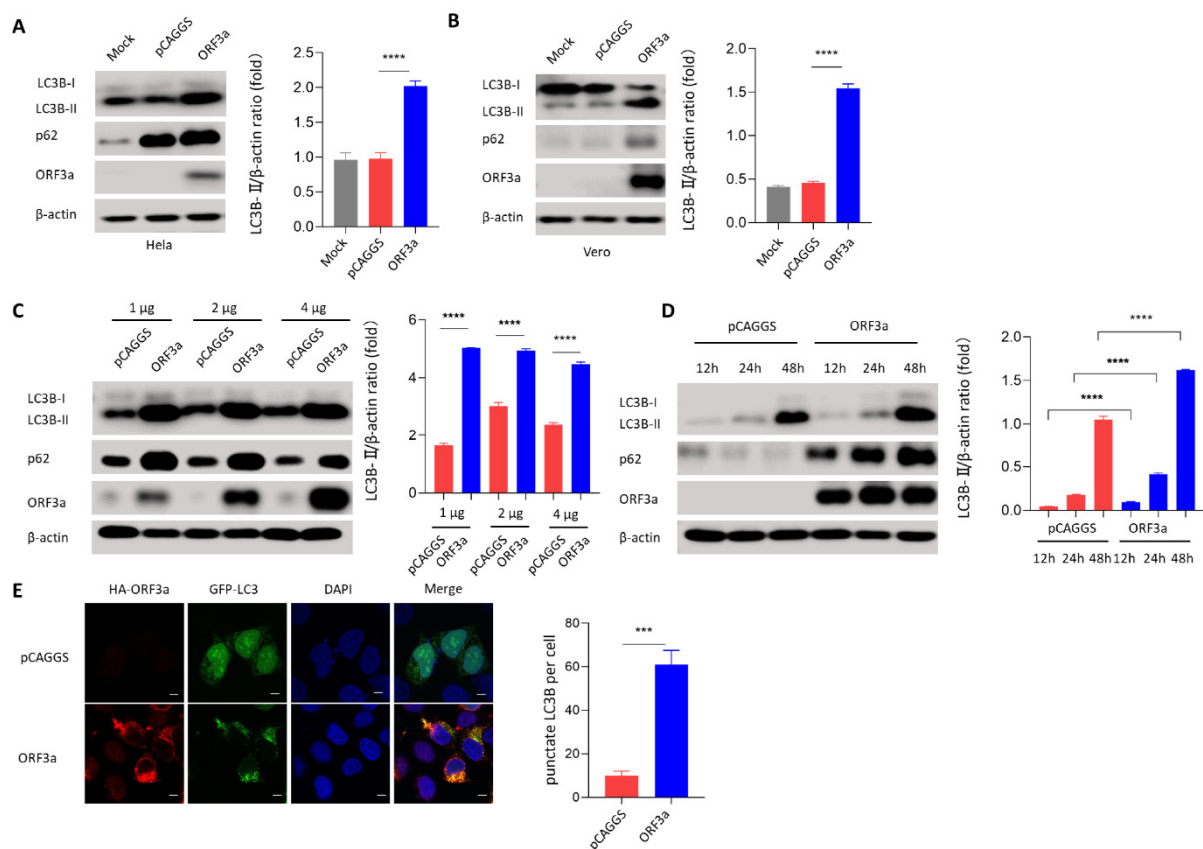 A
Mock
pCAGGS
ORF3a
LC3B-I
LC3B-II
p62
ORF3a
β-actin
Hela
LC3B- II/β-actin ratio (fold)
2.5
2.0
1.5
1.0
0.5
0.0
****
Mock
pCAGGS
ORF3a
B
Mock
pCAGGS
ORF3a
LC3B-I
LC3B-II
p62
ORF3a
β-actin
Vero
LC3B- II/β-actin ratio (fold)
2.0
1.5
1.0
0.5
0.0
****
Mock
pCAGGS
ORF3a
C
1 μg 2 μg 4 μg
pCAGGS ORF3a pCAGGS ORF3a pCAGGS ORF3a
LC3B-I
LC3B-II
p62
ORF3a
β-actin
LC3B- II/β-actin ratio (fold)
6
4
2
0
**** **** ****
1 μg 2 μg 4 μg
pCAGGS ORF3a pCAGGS ORF3a pCAGGS ORF3a
D
pCAGGS ORF3a
12h 24h 48h 12h 24h 48h
LC3B-I
LC3B-II
p62
ORF3a
β-actin
LC3B- II/β-actin ratio (fold)
2.0
1.5
1.0
0.5
0.0
****
****
****
pCAGGS ORF3a
12h 24h 48h 12h 24h 48h
E
HA-ORF3a GFP-LC3 DAPI Merge
pCAGGS
ORF3a
punctate LC3B per cell
80
60
40
20
0
***
pCAGGS
ORF3a